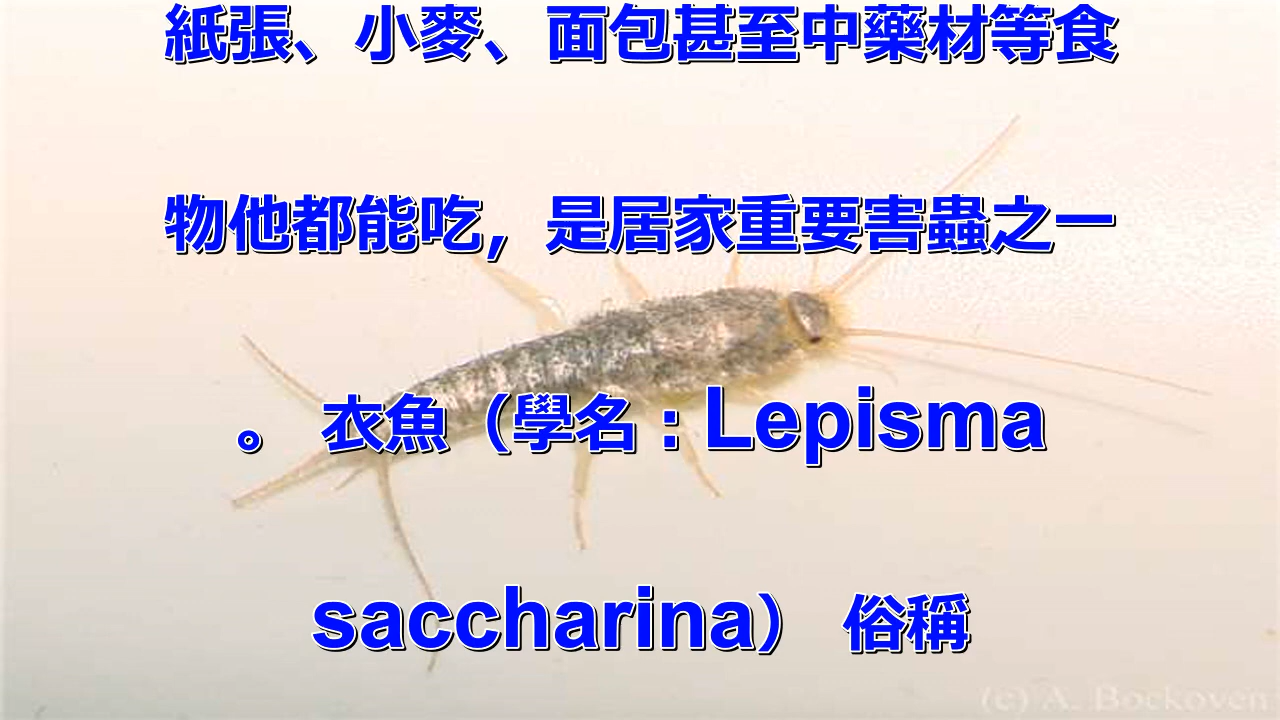 紙張、小麥、面包甚至中藥材等食
物他都能吃，是居家重要害蟲之一
。 衣魚（學名：Lepisma
saccharina） 俗稱
(c) A. Bockoven